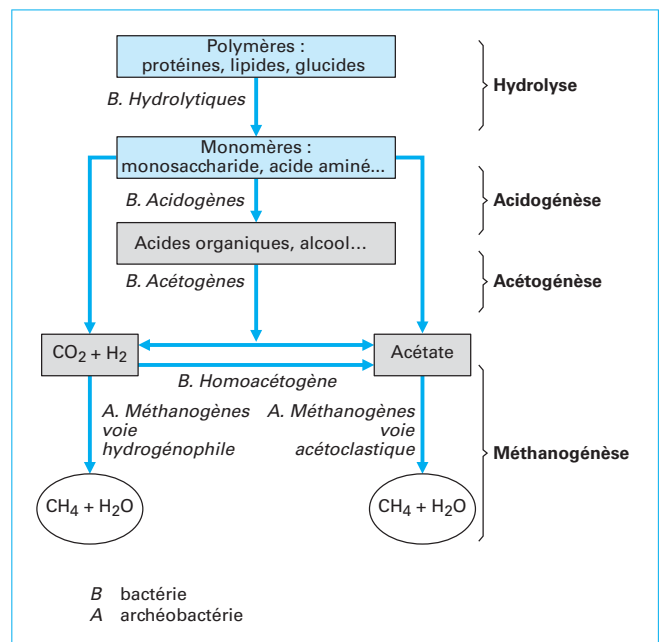 Polymères :
protéines, lipides, glucides
B. Hydrolytiques
Hydrolyse
Monomères :
monosaccharide, acide aminé...
B. Acidogènes
Acidogénèse
Acides organiques, alcool...
B. Acétogènes
Acétogénèse
CO₂ + H₂
Acétate
B. Homoacétogène
A. Méthanogènes
voie
hydrogénophile
A. Méthanogènes
voie
acétoclastique
Méthanogénèse
CH₄ + H₂O
CH₄ + H₂O
B bactérie
A archéobactérie